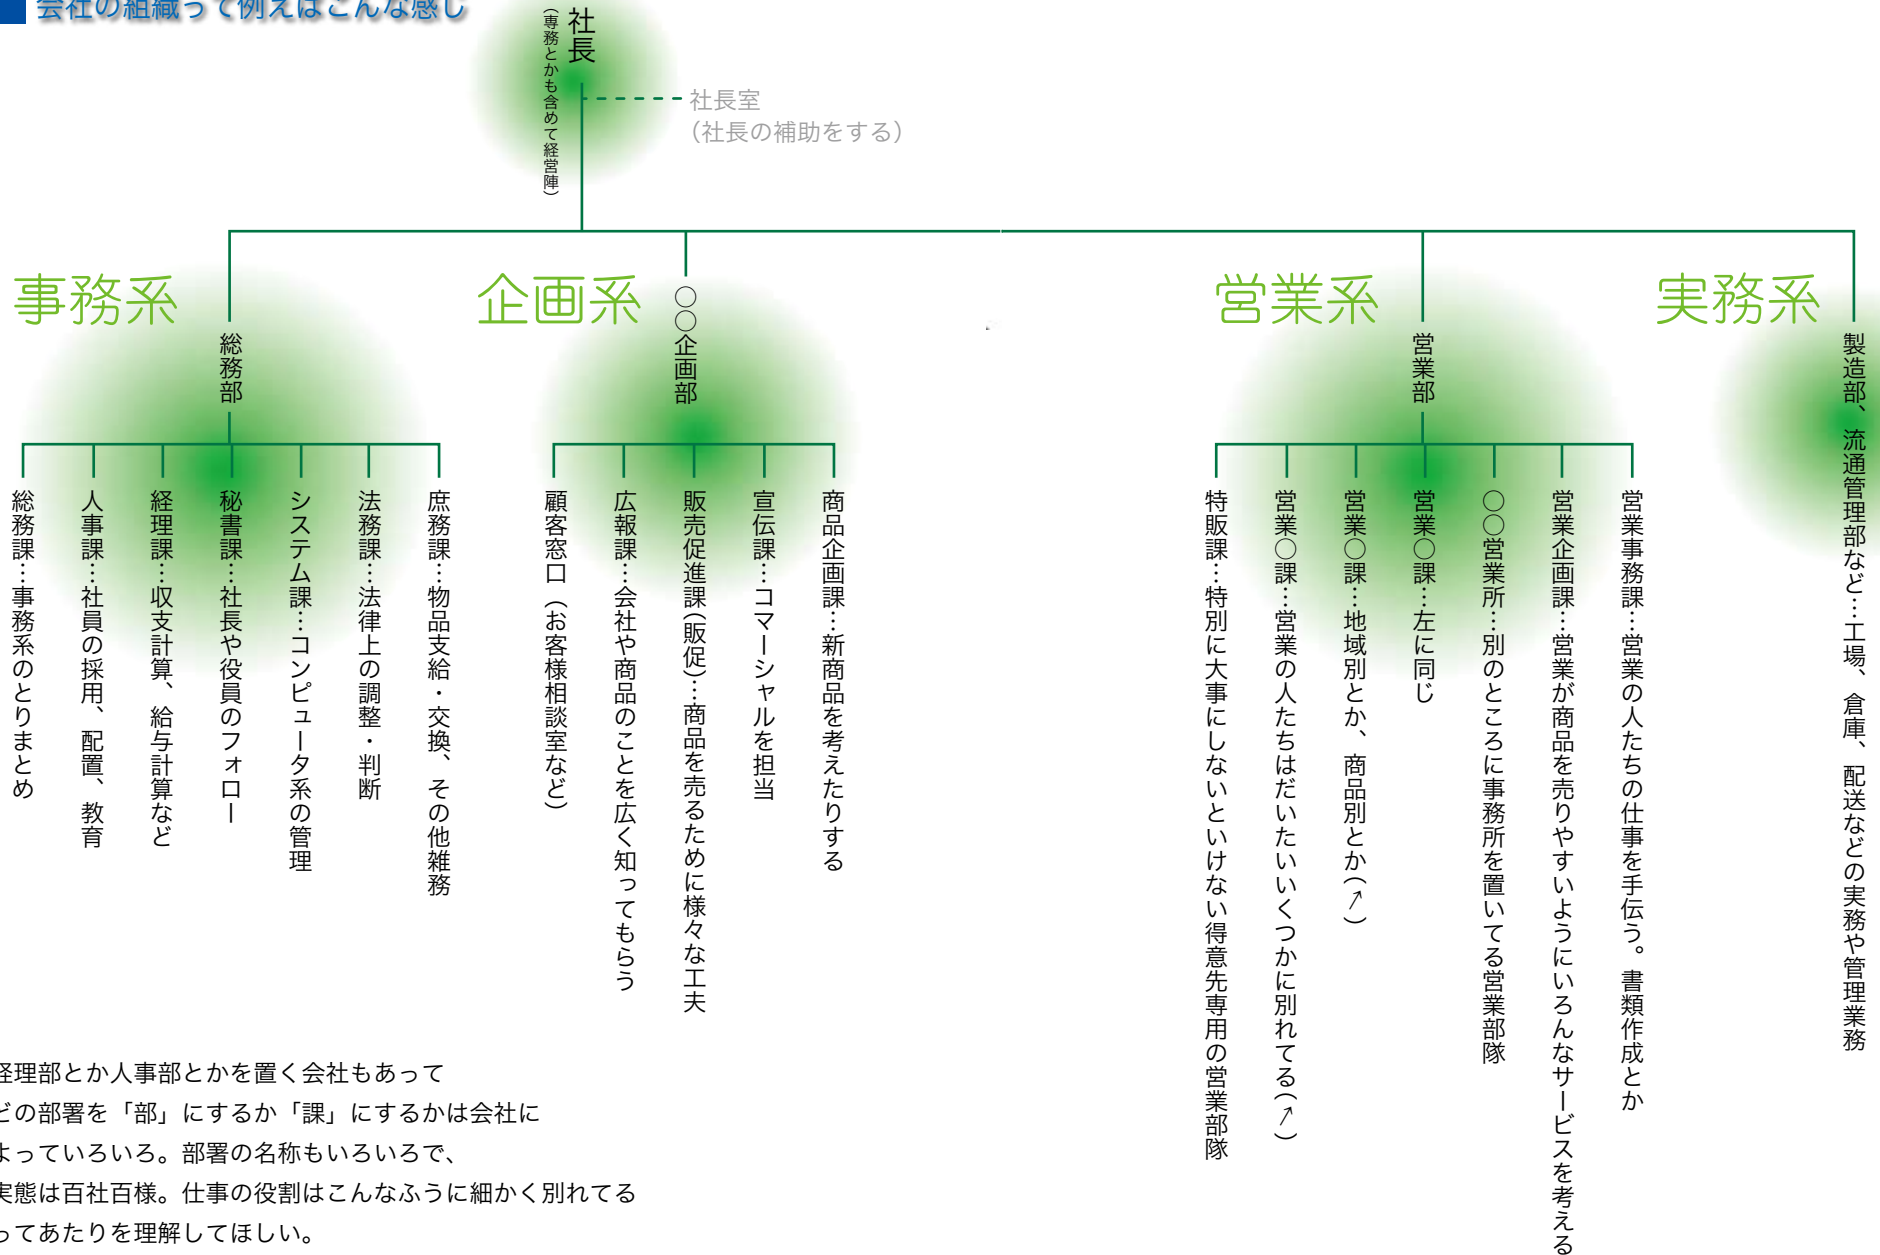 会社の組織って例えばこんな感じ
社長
（専務とかも含めて経営陣）
社長室
（社長の補助をする）
事務系
総務部
総務課…事務系のとりまとめ
人事課…社員の採用、配置、教育
経理課…収支計算、給与計算など
秘書課…社長や役員のフォロー
システム課…コンピュータ系の管理
法務課…法律上の調整・判断
庶務課…物品支給・交換、その他雑務
企画系
○○企画部
顧客窓口（お客様相談室など）
広報課…会社や商品のことを広く知ってもらう
販売促進課（販促）…商品を売るために様々な工夫
宣伝課…コマーシャルを担当
商品企画課…新商品を考えたりする
営業系
営業部
特販課…特別に大事にしないといけない得意先専用の営業部隊
営業○課…営業の人たちはだいたいいくつかに別れてる（↗）
営業○課…地域別とか、商品別とか（↗）
営業○課…左に同じ
○○営業所…別のところに事務所を置いてる営業部隊
営業企画課…営業が商品を売りやすいようにいろんなサービスを考える
営業事務課…営業の人たちの仕事を手伝う。書類作成とか
実務系
製造部、流通管理部など…工場、倉庫、配送などの実務や管理業務
経理部とか人事部とかを置く会社もあって
どの部署を「部」にするか「課」にするかは会社に
よっていろいろ。部署の名称もいろいろで、
実態は百社百様。仕事の役割はこんなふうに細かく別れてる
ってあたりを理解してほしい。